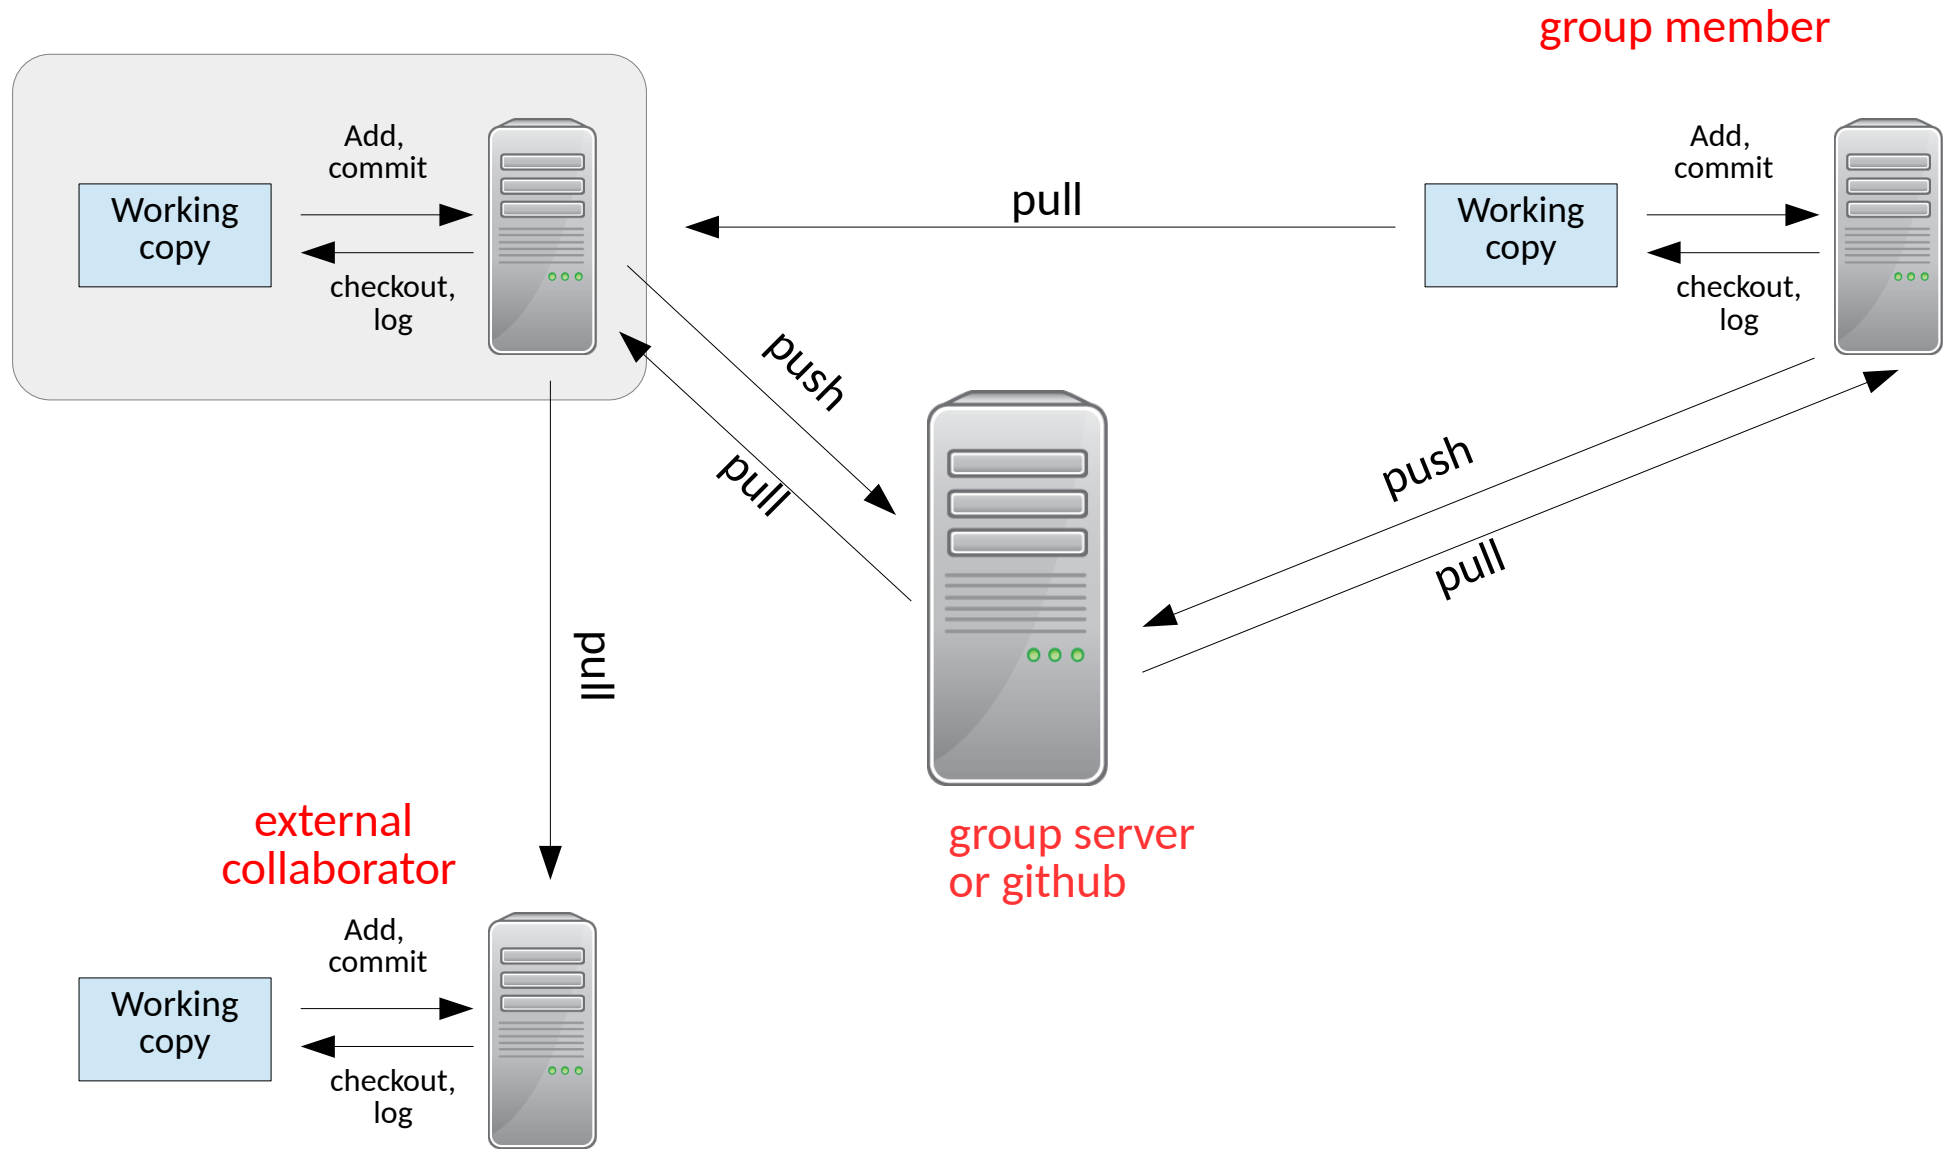 group member
Add,
commit
Working
copy
checkout,
log
pull
Add,
commit
Working
copy
checkout,
log
push
pull
push
pull
pull
external
collaborator
group server
or github
Add,
commit
Working
copy
checkout,
log